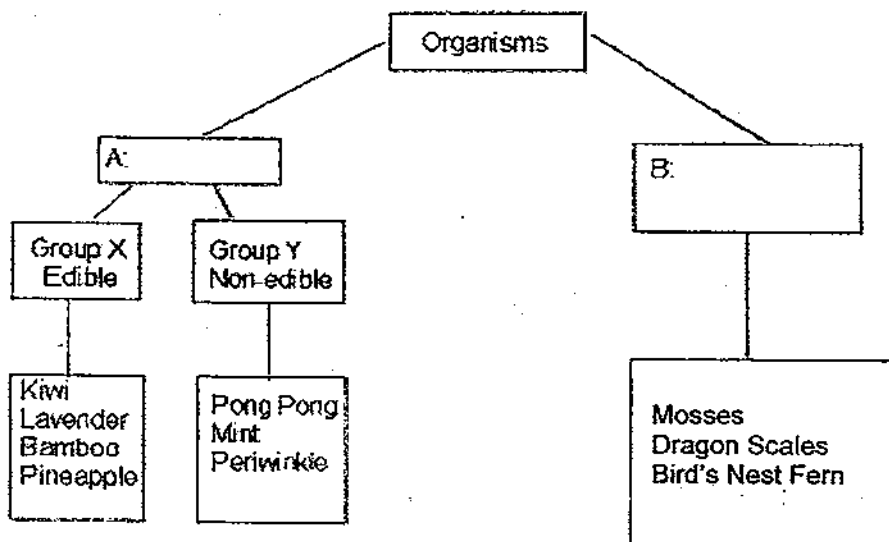 Organisms
A:
B:
Group X
Edible
Group Y
Non-edible
Kiwi
Lavender
Bamboo
Pineapple
Pong Pong
Mint
Periwinkle
Mosses
Dragon Scales
Bird's Nest Fern